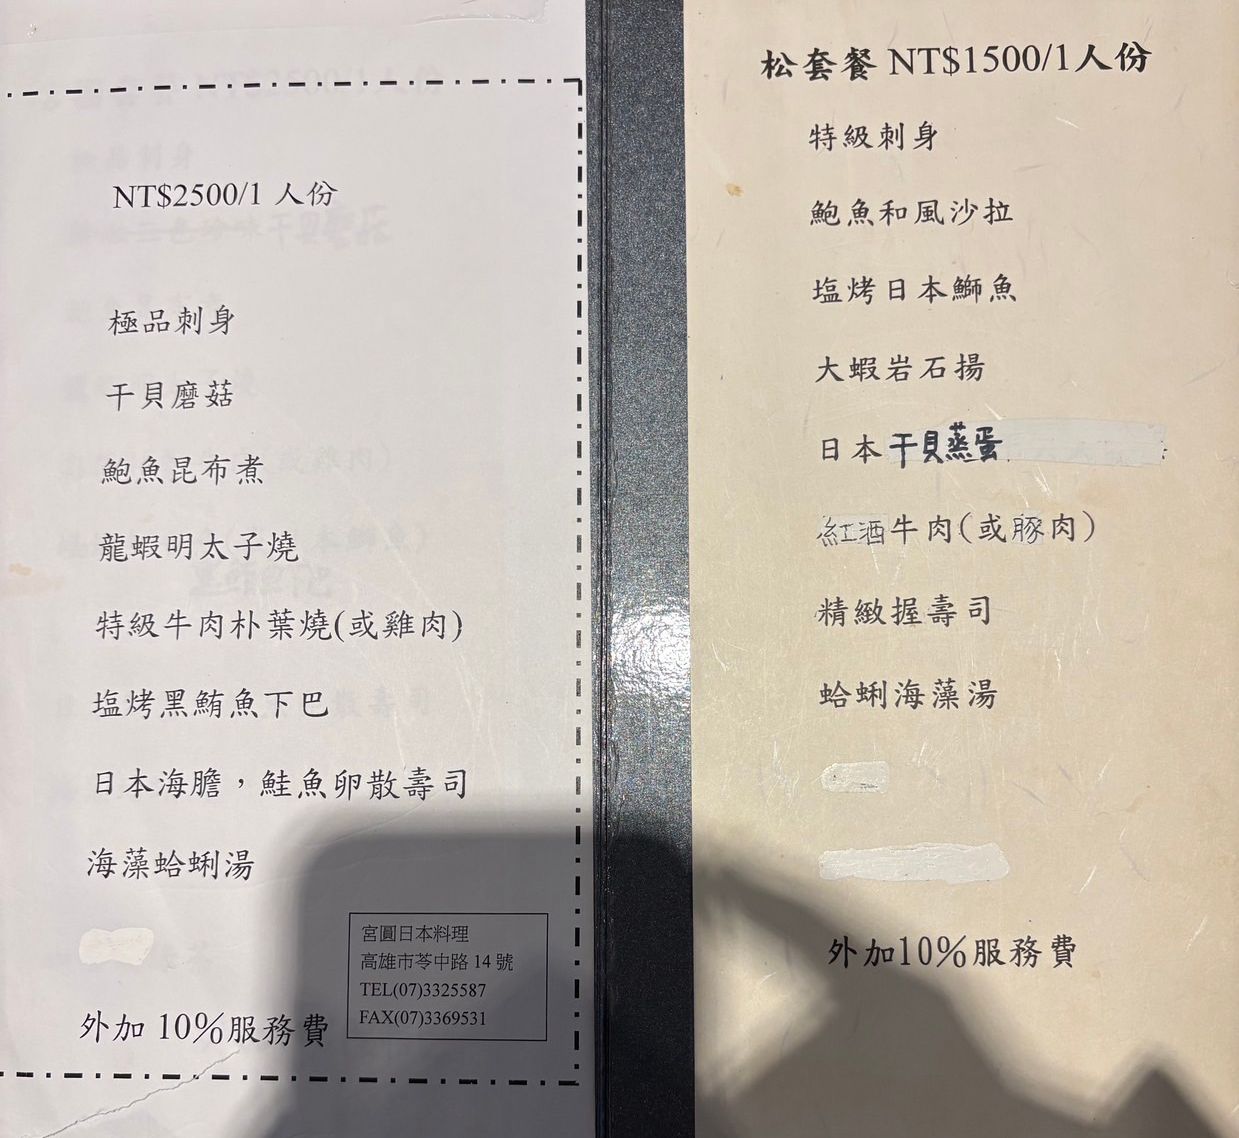 NT$2500/1 人份
極品刺身
干貝磨菇
鮑魚昆布煮
龍蝦明太子燒
特級牛肉朴葉燒(或雞肉)
塩烤黑鮪魚下巴
日本海膽，鮭魚卵散壽司
海藻蛤蜊湯
外加 10%服務費
宮圓日本料理
高雄市苓中路 14 號
TEL(07)3325587
FAX(07)3369531
松套餐 NT$1500/1人份
特級刺身
鮑魚和風沙拉
塩烤日本鰤魚
大蝦岩石揚
日本干貝蒸蛋
紅酒牛肉(或豚肉)
精緻握壽司
蛤蜊海藻湯
外加10%服務費